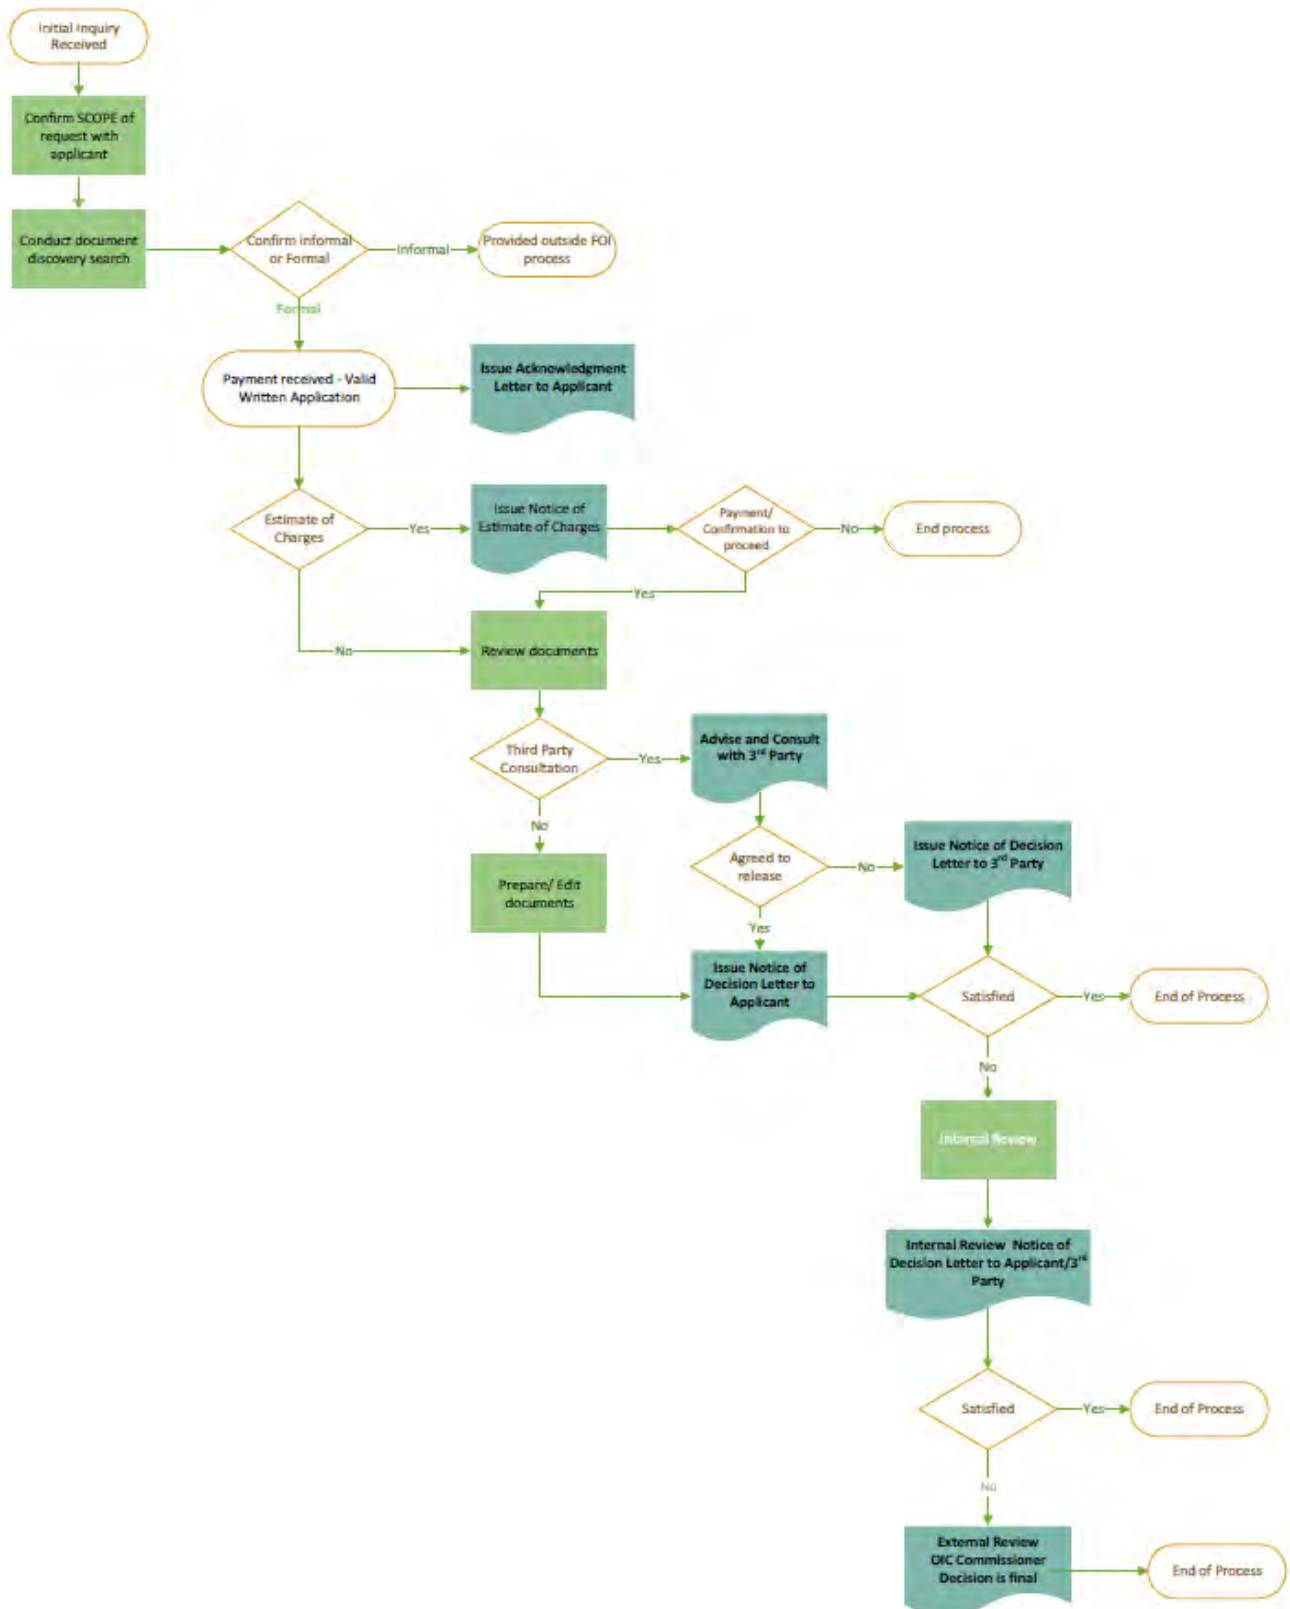 Initial Inquiry
Received
Confirm SCOPE of
request with
applicant
Conduct document
discovery search
Confirm informal
or Formal
Informal
Provided outside FOI
process
Formal
Payment received - Valid
Written Application
Issue Acknowledgment
Letter to Applicant
Estimate of
Charges
Yes
Issue Notice of
Estimate of Charges
Payment/
Confirmation to
proceed
No
End process
Yes
No
Review documents
Third Party
Consultation
Yes
Advise and Consult
with 3rd Party
No
Agreed to
release
No
Issue Notice of Decision
Letter to 3rd Party
Prepare/ Edit
documents
Yes
Issue Notice of
Decision Letter to
Applicant
Satisfied
Yes
End of Process
No
Internal Review
Internal Review Notice of
Decision Letter to Applicant/3rd
Party
Satisfied
Yes
End of Process
No
External Review
OIC Commissioner
Decision is final
End of Process